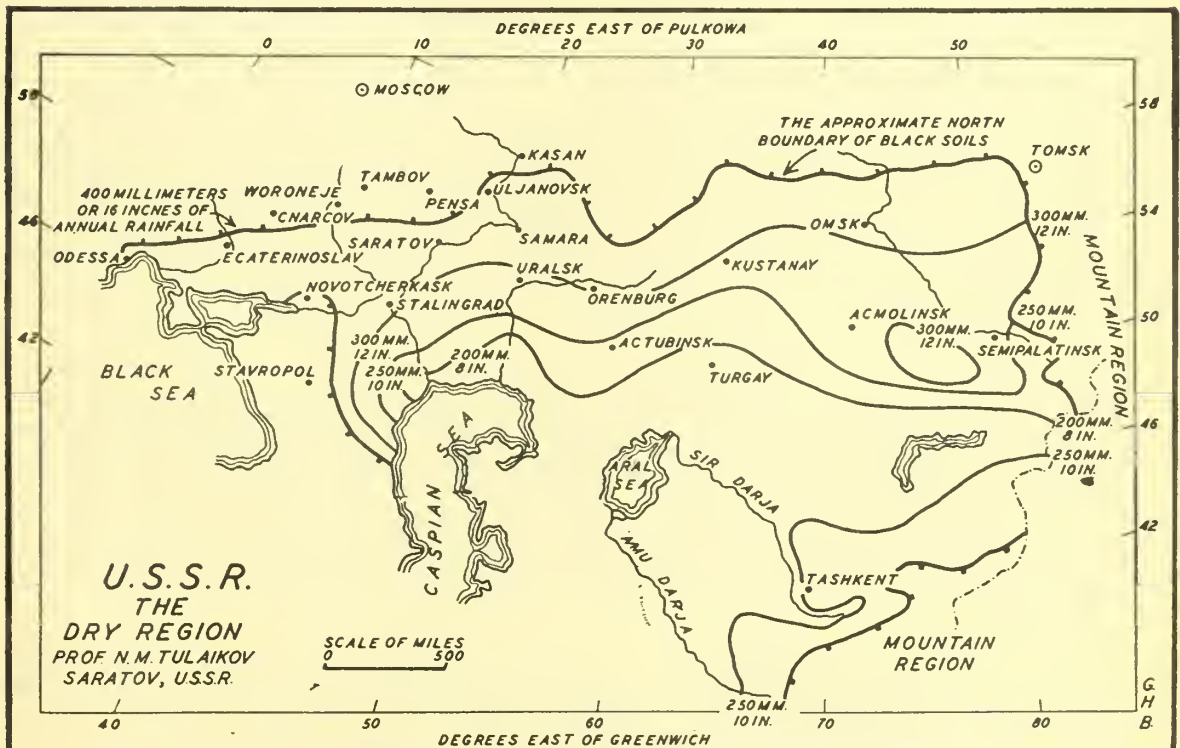 DEGREES EAST OF PULKOWA
0 10 20 30 40 50
MOSCOW
THE APPROXIMATE NORTH
BOUNDARY OF BLACK SOILS
TOMSK
58
KASAN
TAMBOV
ULJANOVSK
WORONEJE
PENSA
400 MILLIMETERS
OR 16 INCHES OF
ANNUAL RAINFALL
CHARCOV
46
54
OMSK
300 MM.
12 IN.
SARATOV
SAMARA
ODESSA
ECATERINOSLAV
KUSTANAY
URALSK
NOVOTCHERKASK
ORENBURG
STALINGRAD
MOUNTAIN REGION
250 MM.
10 IN.
ACMOLINSK
50
300 MM.
12 IN.
SEMIPALATINSK
42
300 MM.
12 IN.
200 MM.
8 IN.
ACTUBINSK
250 MM.
10 IN.
BLACK
SEA
STAVROPOL
TURGAY
46
200 MM.
8 IN.
250 MM.
10 IN.
CASPIAN SEA
ARAL
SEA
SIR DARJA
AMU DARJA
42
TASHKENT
MOUNTAIN
REGION
U.S.S.R.
THE
DRY REGION
PROF. N. M. TULAIKOV
SARATOV, U.S.S.R.
SCALE OF MILES
0 500
250 MM.
10 IN.
G.
H
B.
40 50 60 70 80
DEGREES EAST OF GREENWICH